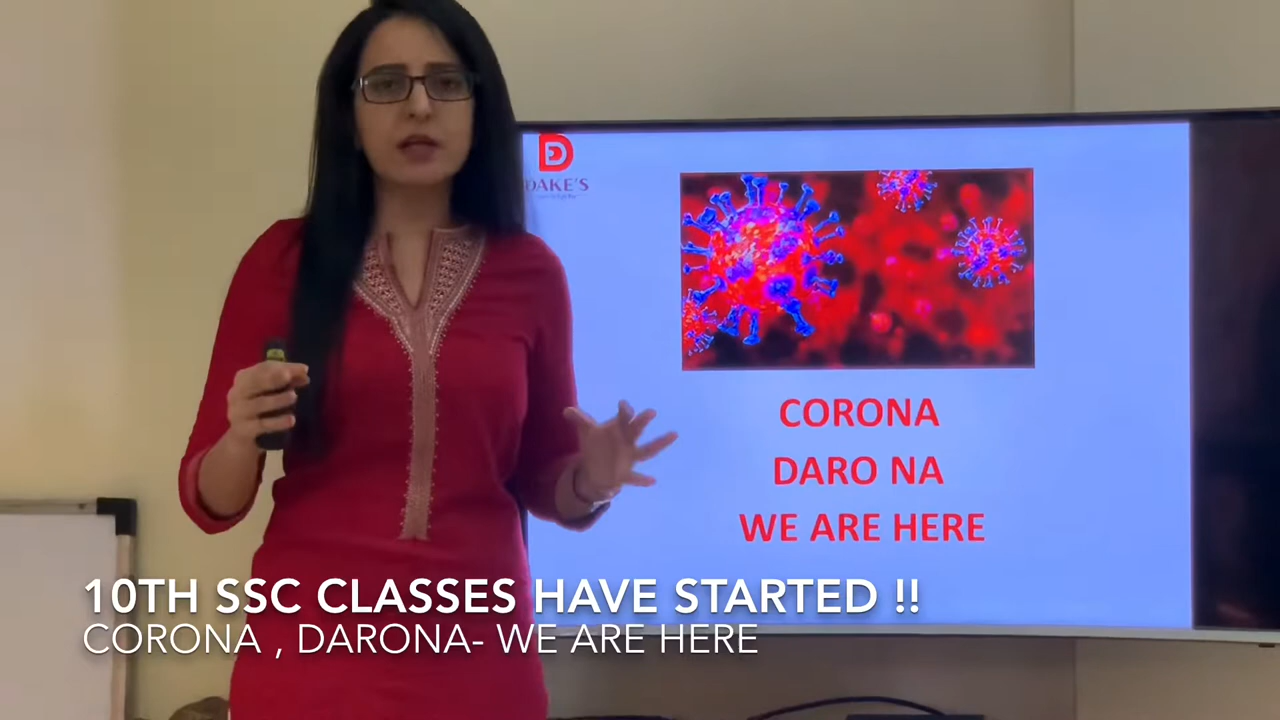 D
DAKE'S
CORONA
DARO NA
WE ARE HERE
10TH SSC CLASSES HAVE STARTED !!
CORONA , DARONA- WE ARE HERE